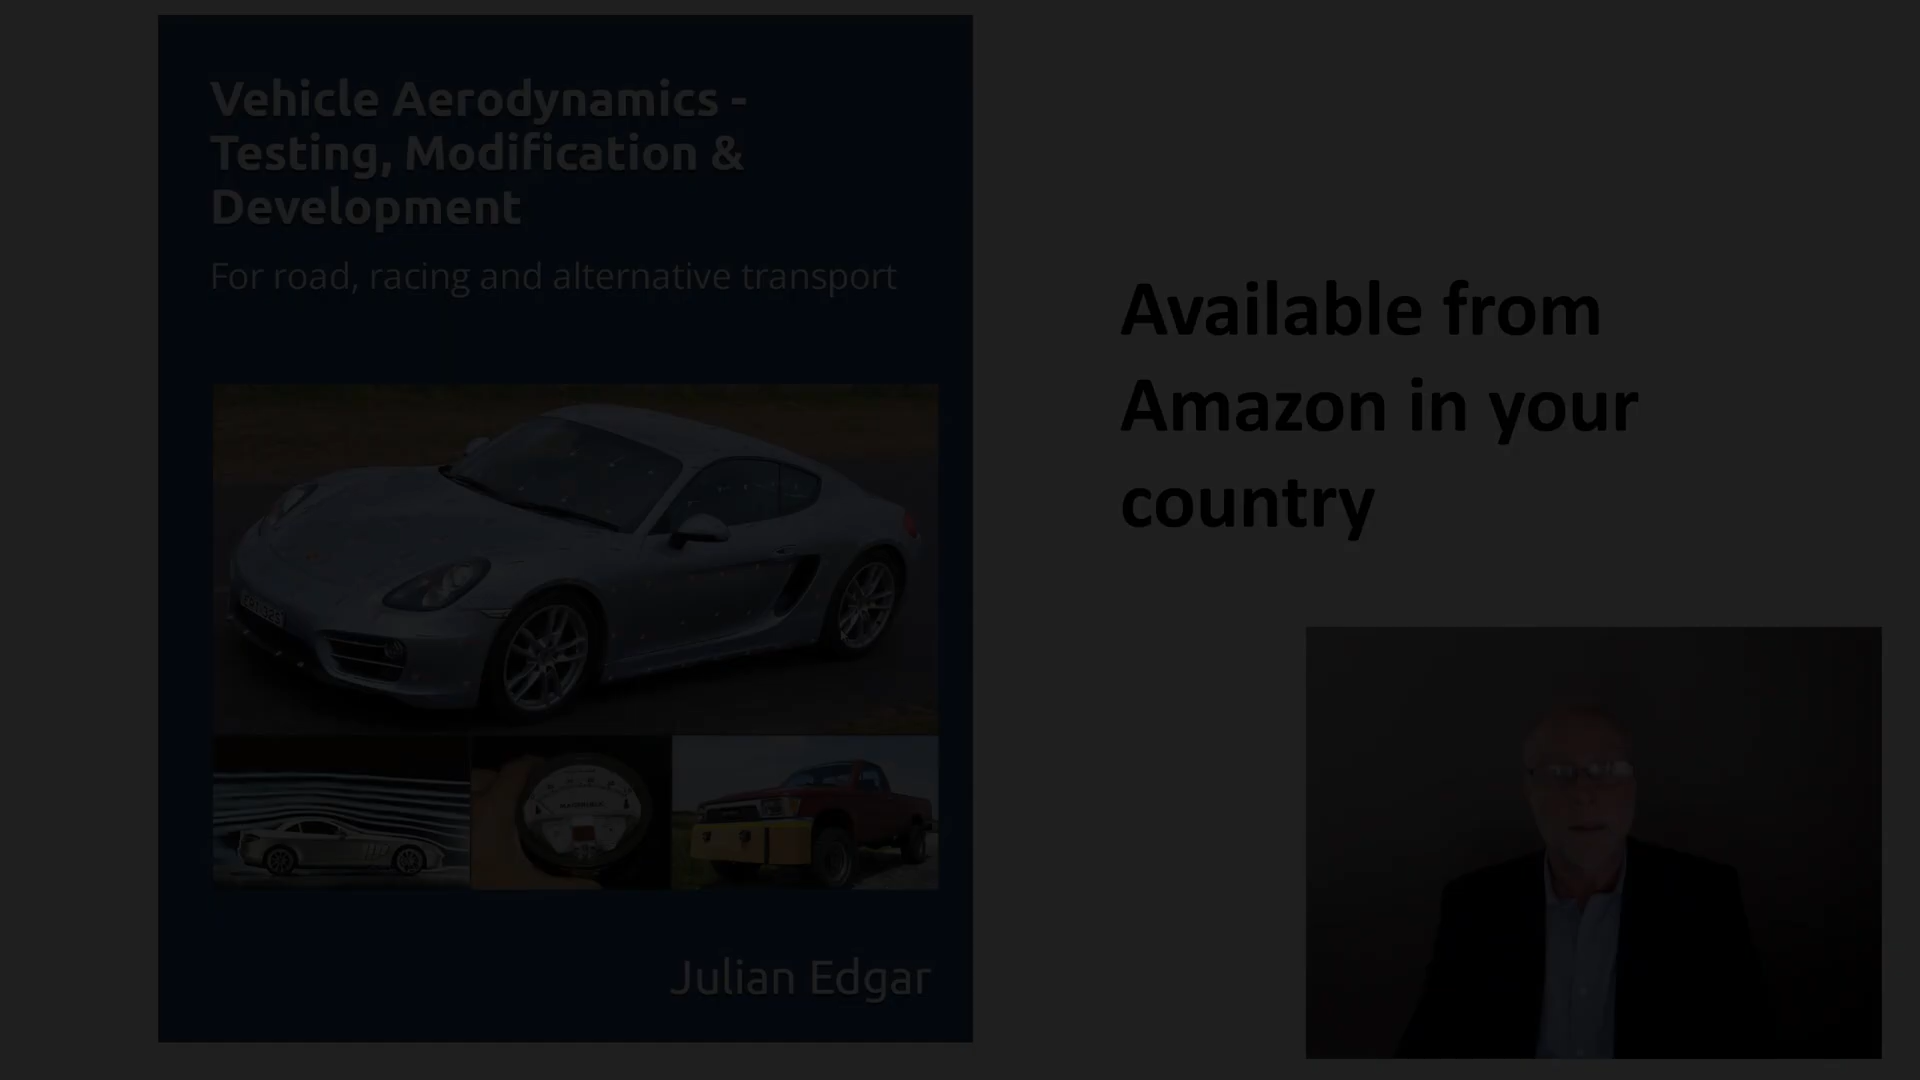 Vehicle Aerodynamics -
Testing, Modification &
Development
For road, racing and alternative transport
Julian Edgar
Available from
Amazon in your
country